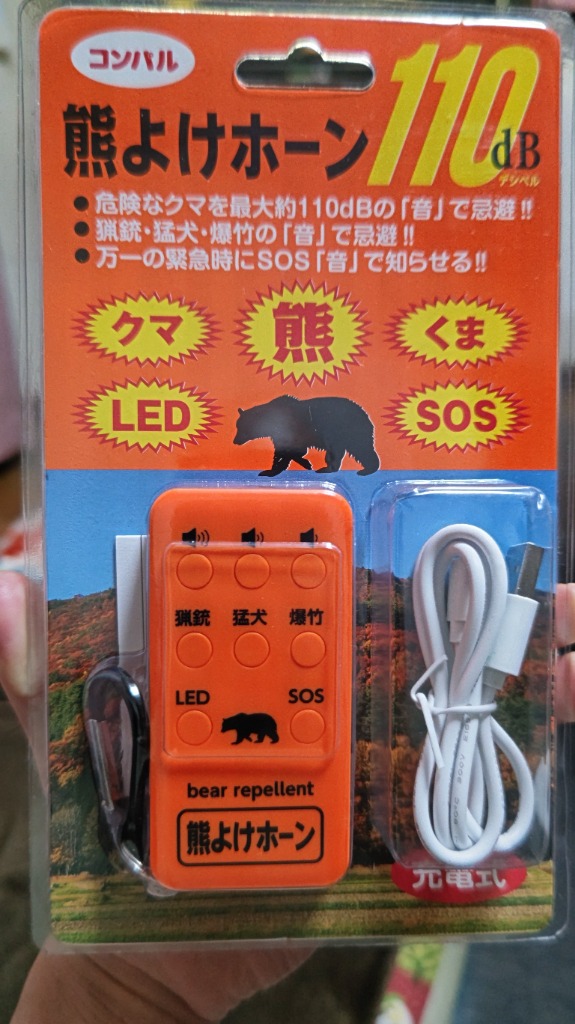 コンパル
熊よけホーン 110dB
デシベル
●危険なクマを最大約110dBの「音」で忌避!!
●猟銃・猛犬・爆竹の「音」で忌避!!
●万一の緊急時にSOS「音」で知らせる!!
クマ 熊 くま
LED SOS
猟銃 猛犬 爆竹
LED SOS
bear repellent
熊よけホーン
充電式